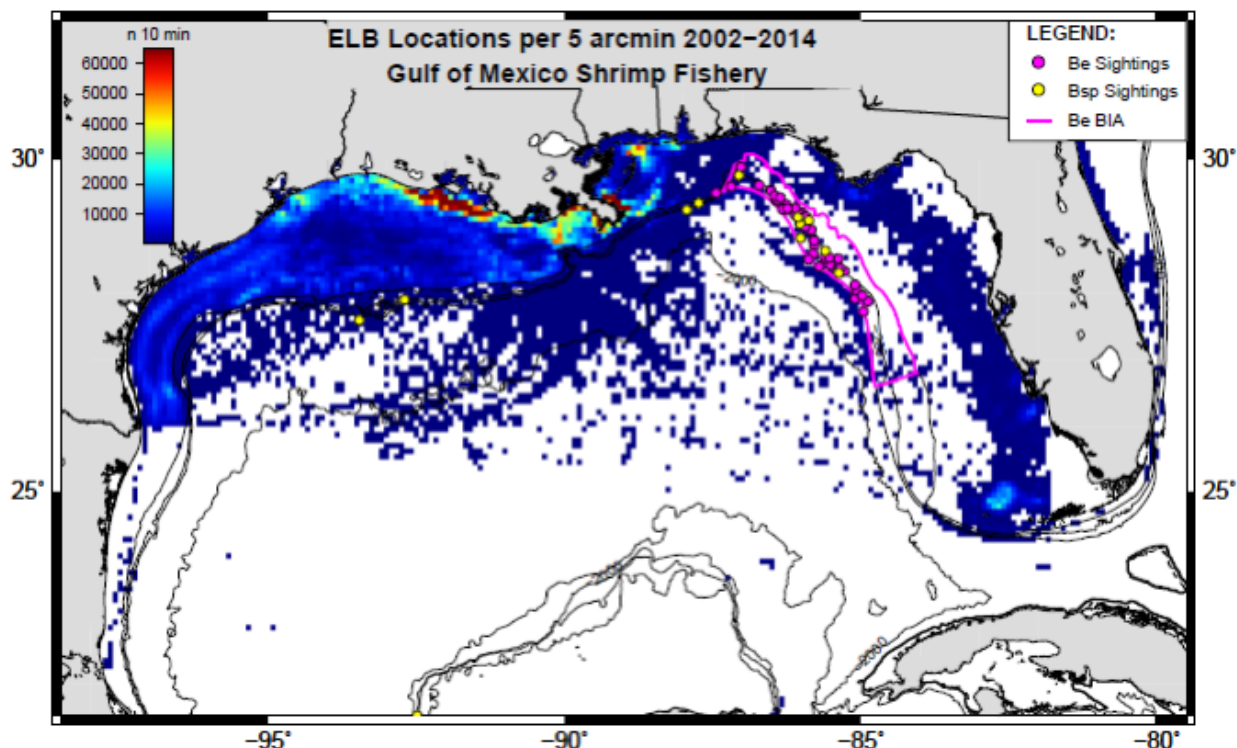 ELB Locations per 5 arcmin 2002−2014
Gulf of Mexico Shrimp Fishery
n 10 min
60000
50000
40000
30000
20000
10000
LEGEND:
Be Sightings
Bsp Sightings
Be BIA
30°
30°
25°
25°
−2000
−95°
−90°
−85°
−80°